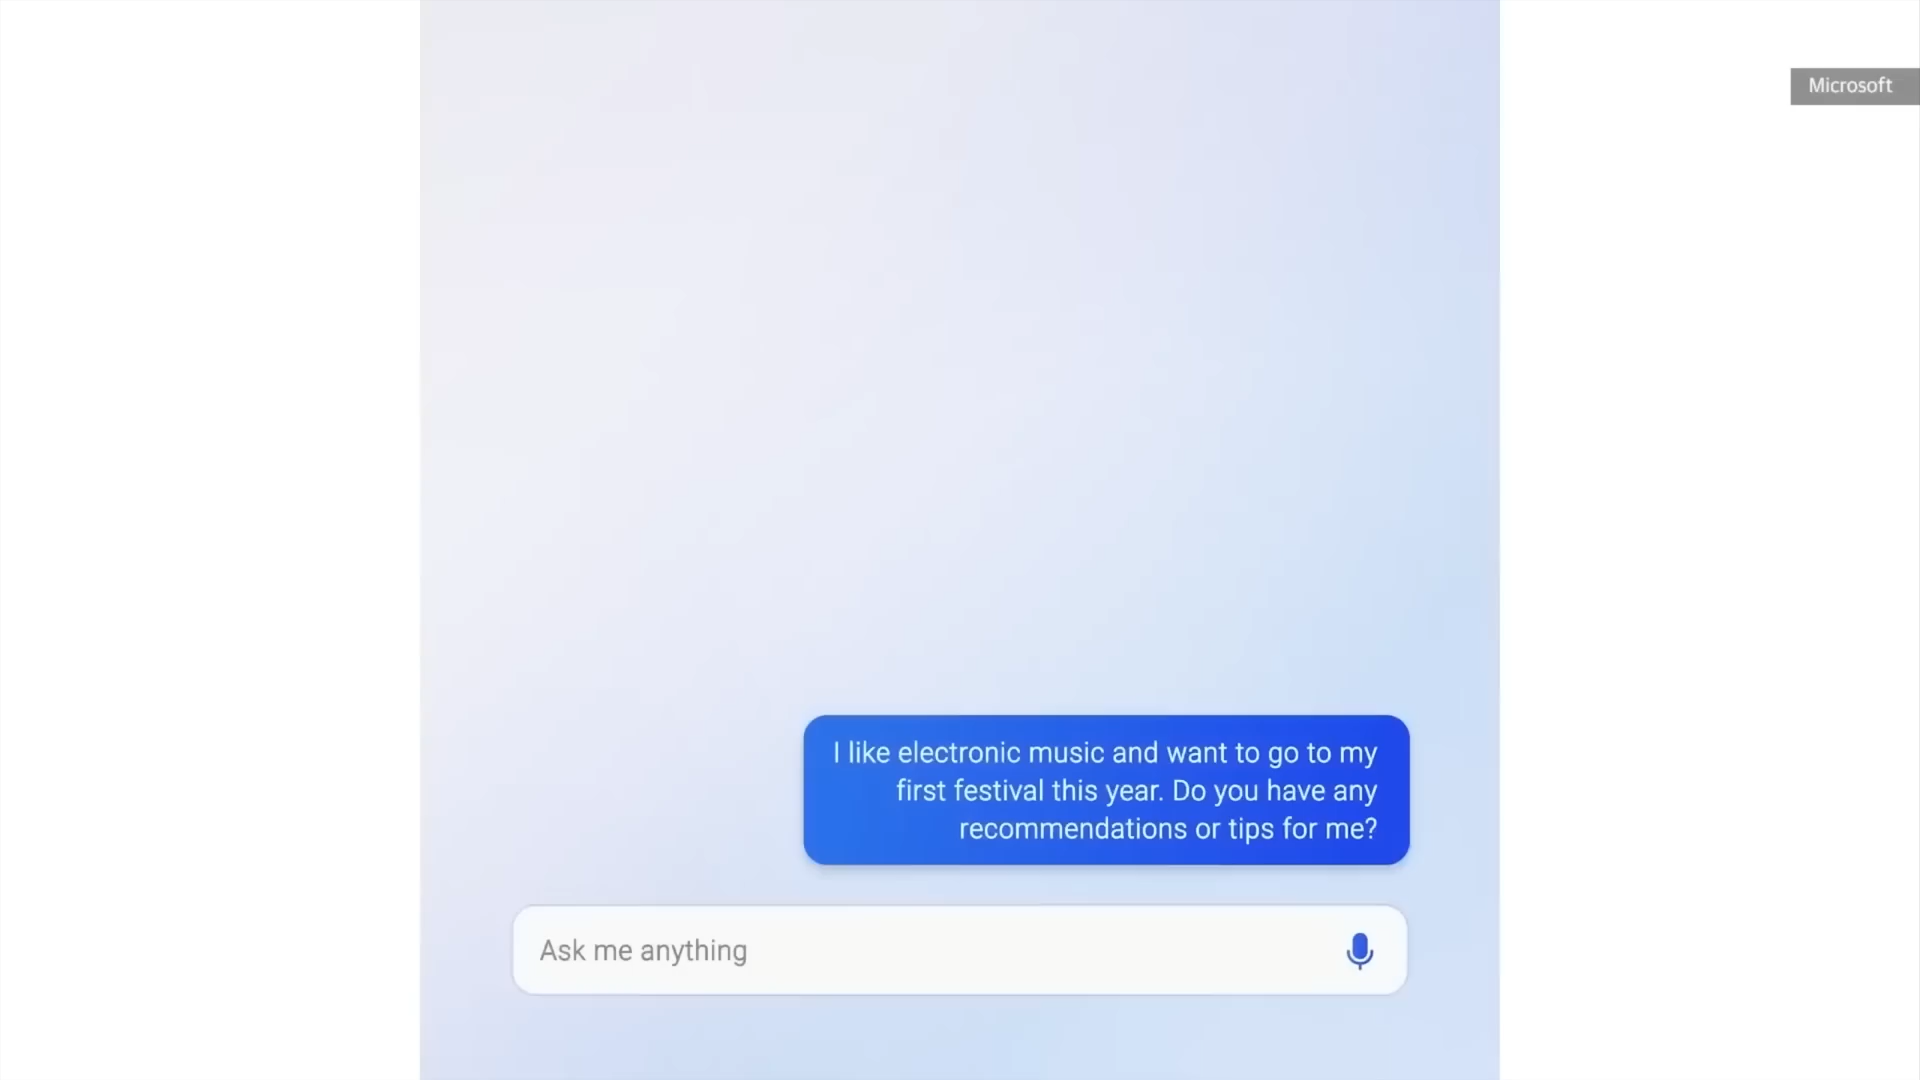 Microsoft
I like electronic music and want to go to my
first festival this year. Do you have any
recommendations or tips for me?
Ask me anything